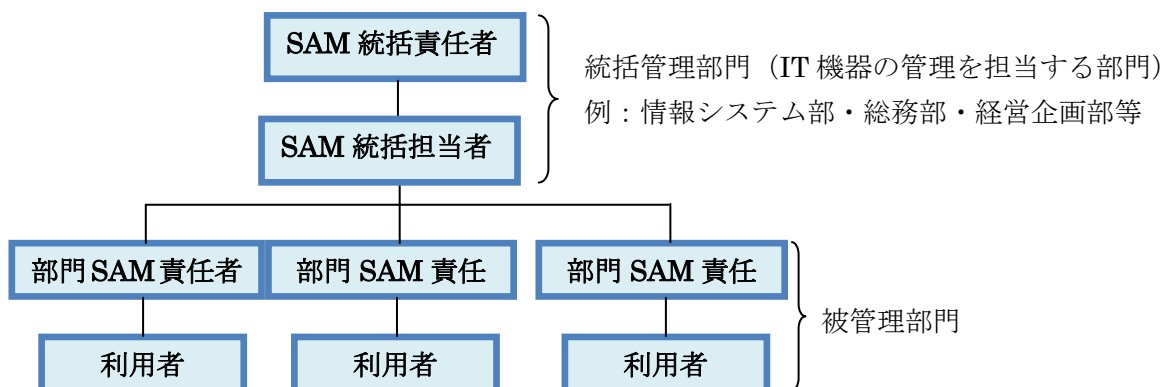 SAM 統括責任者
統括管理部門（IT 機器の管理を担当する部門）
例：情報システム部・総務部・経営企画部等
SAM 統括担当者
部門 SAM 責任者
部門 SAM 責任
部門 SAM 責任
被管理部門
利用者
利用者
利用者